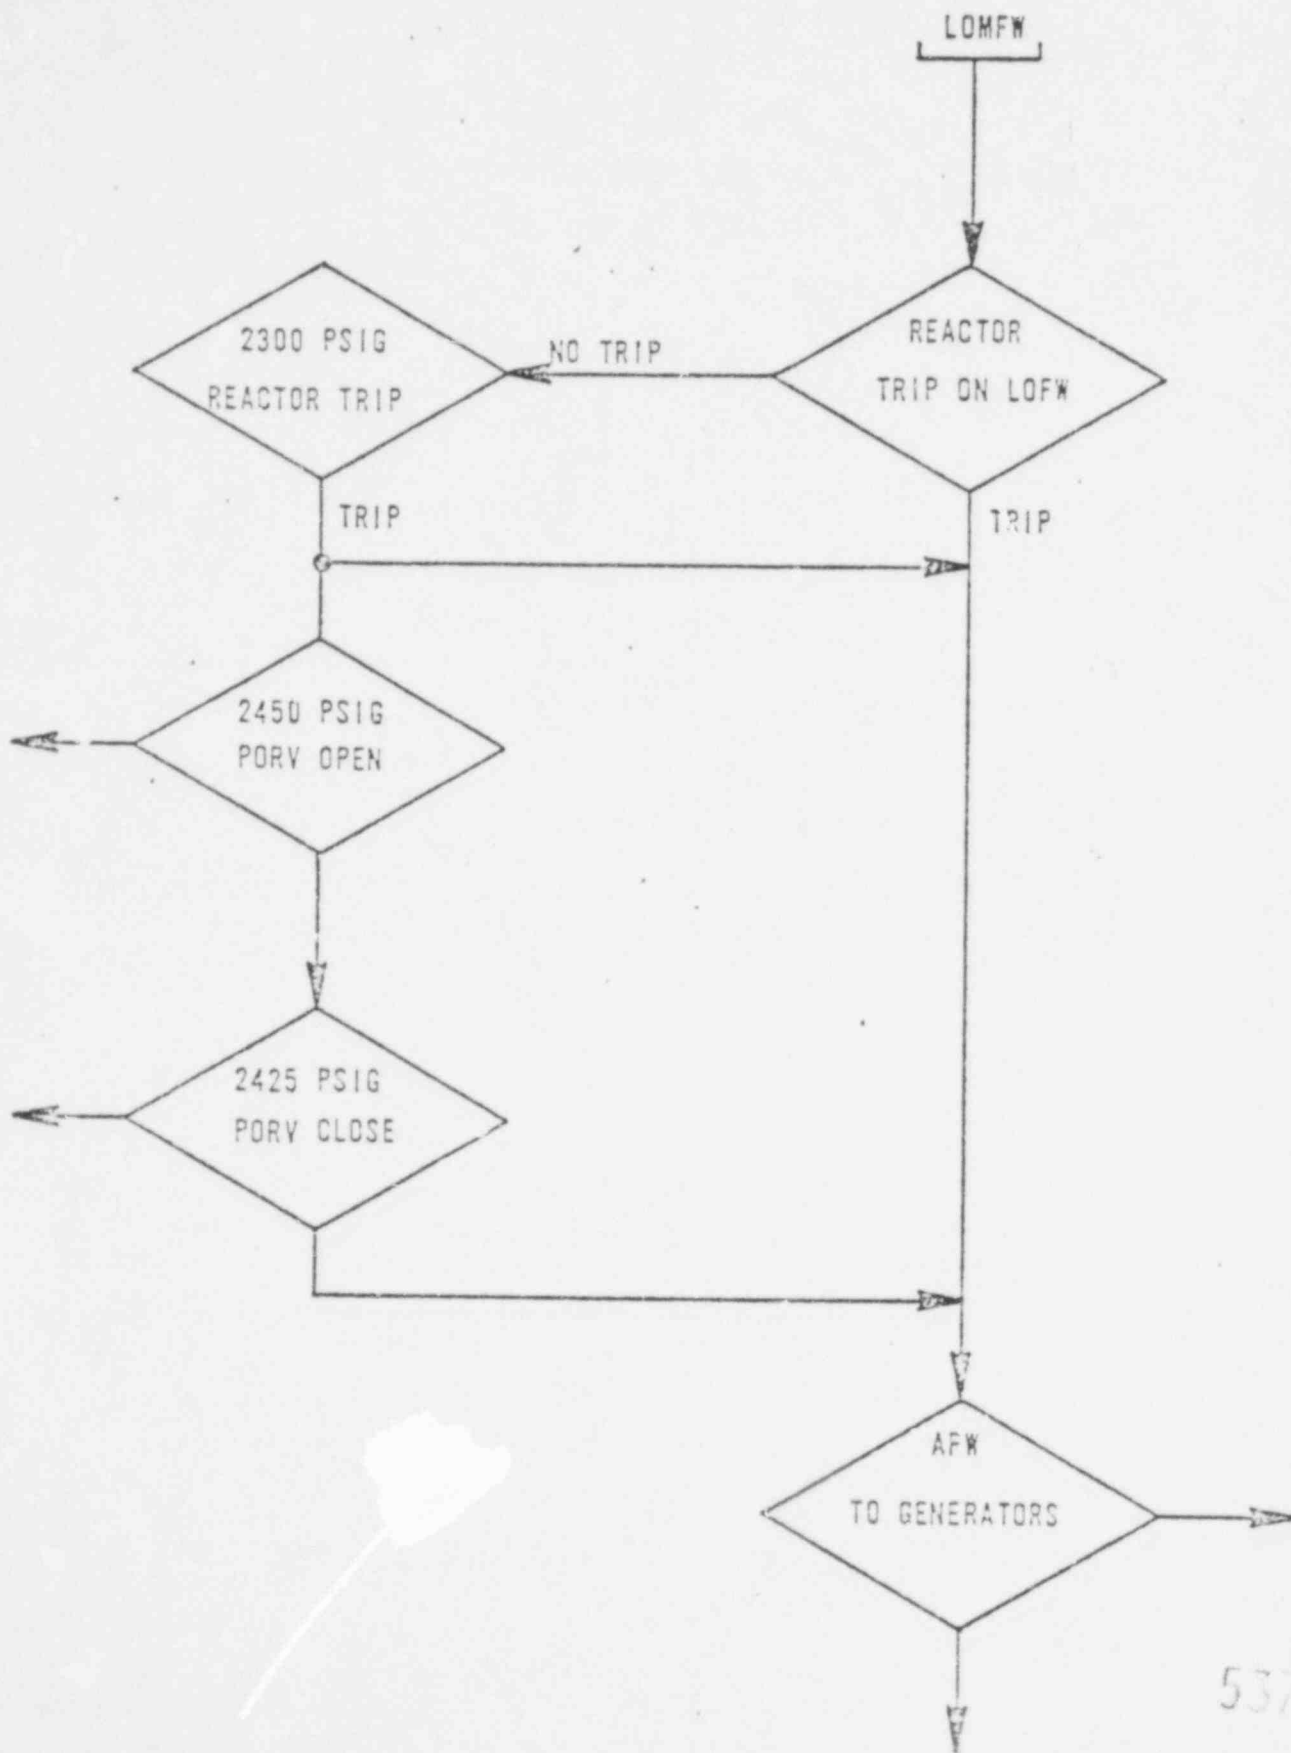 LOMFW
REACTOR
TRIP ON LOFW
NO TRIP
2300 PSIG
REACTOR TRIP
TRIP
TRIP
2450 PSIG
PORV OPEN
2425 PSIG
PORV CLOSE
AFW
TO GENERATORS